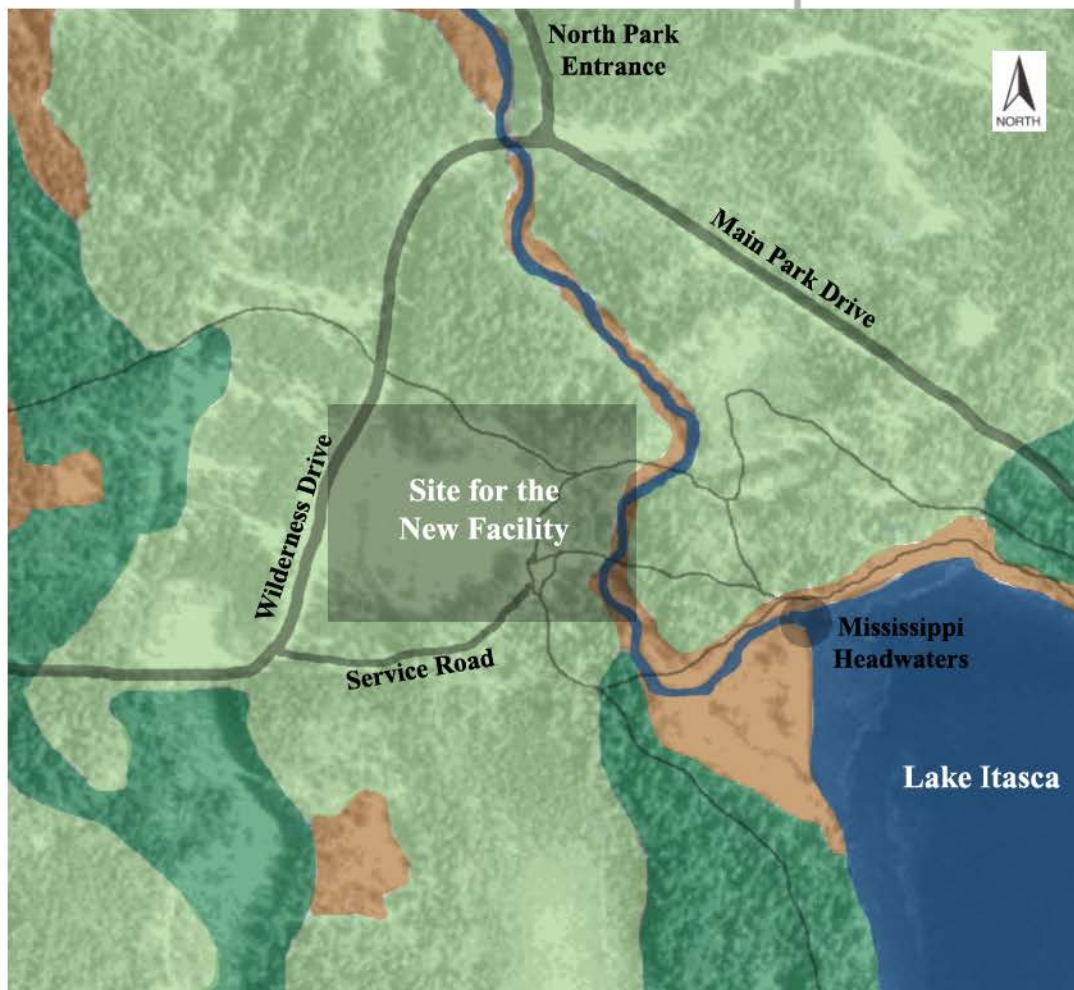 North Park
Entrance
NORTH
Main Park Drive
Site for the
New Facility
Wilderness Drive
Service Road
Mississippi
Headwaters
Lake Itasca